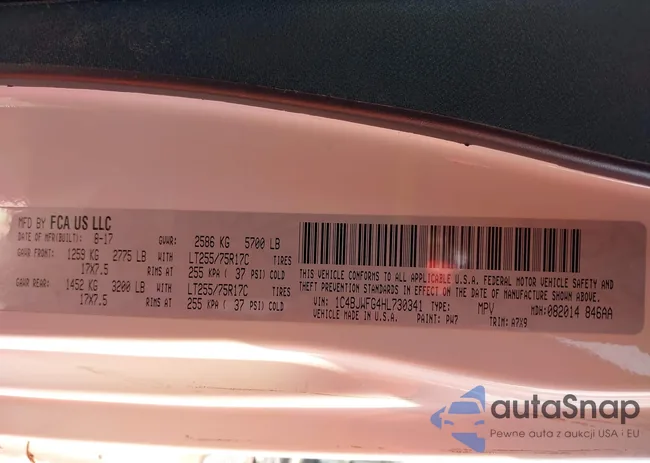 MFD BY FCA US LLC
DATE OF MFR(BUILT): 8-17 GVWR: 2586 KG 5700 LB
GAWR FRONT: 1259 KG 2775 LB WITH LT255/75R17C TIRES
17X7.5 RIMS AT 255 KPA ( 37 PSI) COLD
GAWR REAR: 1452 KG 3200 LB WITH LT255/75R17C TIRES
17X7.5 RIMS AT 255 KPA ( 37 PSI) COLD
THIS VEHICLE CONFORMS TO ALL APPLICABLE U.S.A. FEDERAL MOTOR VEHICLE SAFETY AND
THEFT PREVENTION STANDARDS IN EFFECT ON THE DATE OF MANUFACTURE SHOWN ABOVE.
VIN: 1C4BJWFG4HL730341 TYPE: MPV MDH:082014 846AA
VEHICLE MADE IN U.S.A. PAINT: PW7 TRIM: A7X9
autaSnap
Pewne auta z aukcji USA i EU